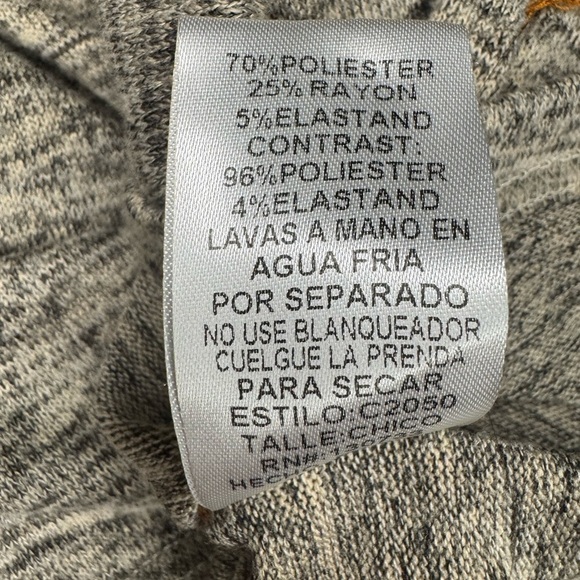 70%POLIESTER
25%RAYON
5%ELASTAND
CONTRAST:
96%POLIESTER
4%ELASTAND
LAVAS A MANO EN
AGUA FRIA
POR SEPARADO
NO USE BLANQUEADOR
CUELGUE LA PRENDA
PARA SECAR
ESTILO:C2050
TALLE:CHICO
RN#: